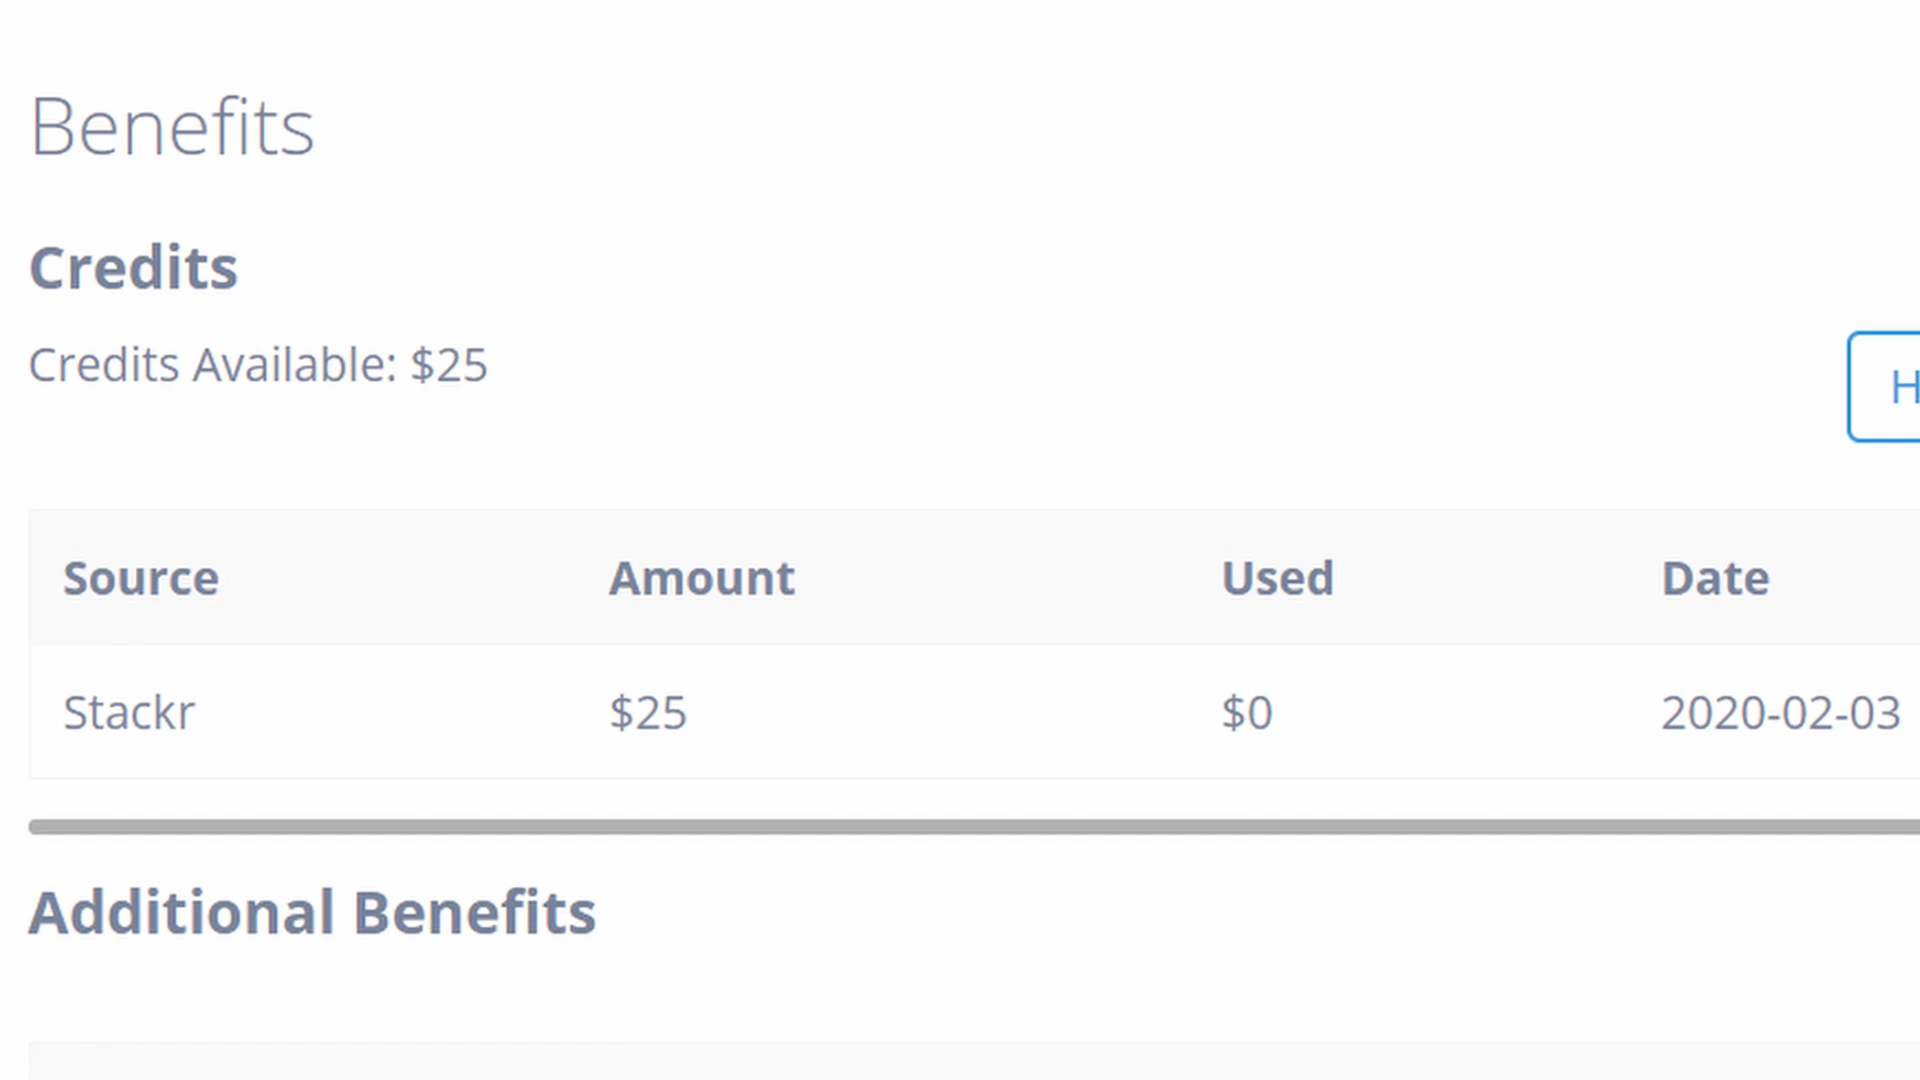 Benefits
Credits
Credits Available: $25
H
Source Amount Used Date
Stackr $25 $0 2020-02-03
Additional Benefits